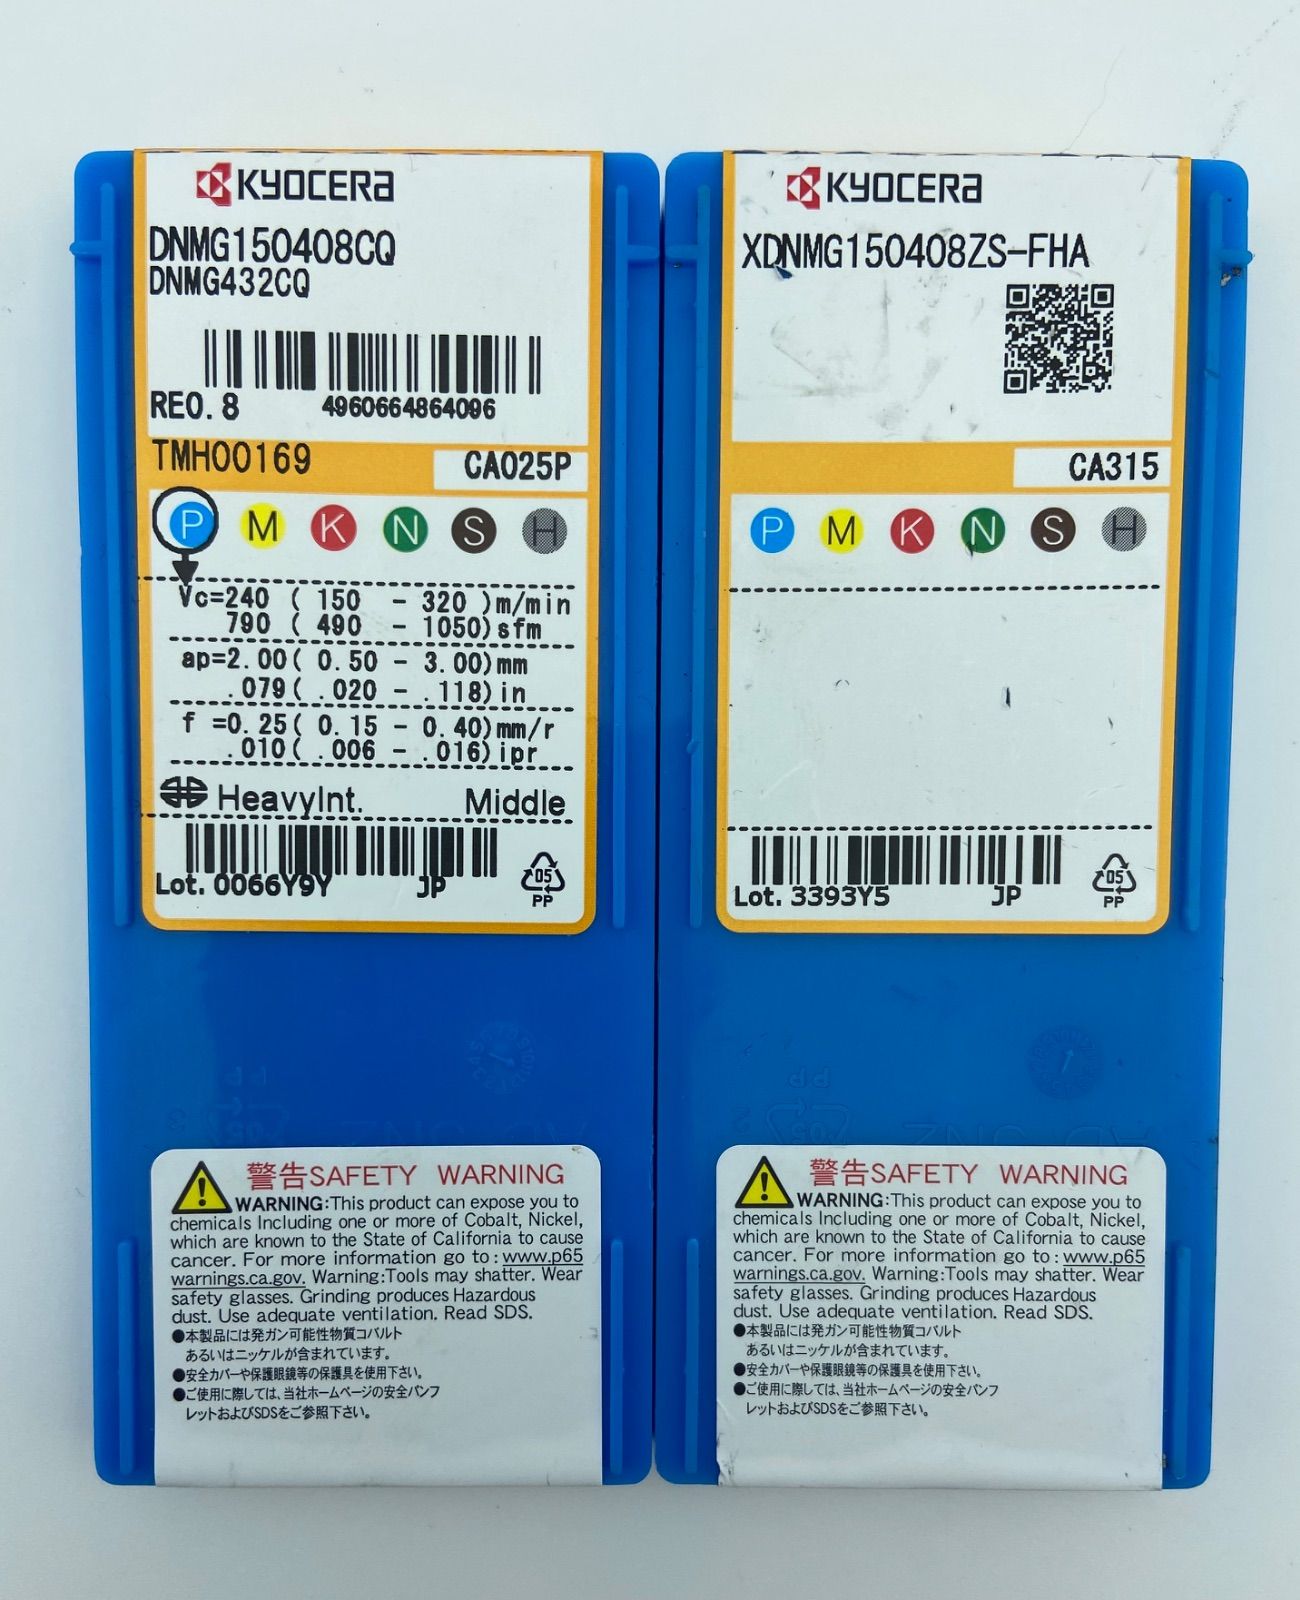 KYOCERA
DNMG150408CQ
DNMG432CQ
RE0.8 4960664864096
TMH00169 CA025P
P M K N S H
Vc=240 ( 150 - 320 )m/min
790 ( 490 - 1050)sfm
ap=2.00( 0.50 - 3.00)mm
.079( .020 - .118)in
f =0.25( 0.15 - 0.40)mm/r
.010( .006 - .016)ipr
HeavyInt. Middle
Lot. 0066Y9Y JP
05
PP
警告SAFETY WARNING
WARNING:This product can expose you to
chemicals Including one or more of Cobalt, Nickel,
which are known to the State of California to cause
cancer. For more information go to:www.p65
warnings.ca.gov. Warning:Tools may shatter. Wear
safety glasses. Grinding produces Hazardous
dust. Use adequate ventilation. Read SDS.
●本製品には発ガン可能性物質コバルト
あるいはニッケルが含まれています。
●安全カバーや保護眼鏡等の保護具を使用下さい。
●ご使用に際しては、当社ホームページの安全パンフ
レットおよびSDSをご参照下さい。
KYOCERA
XDNMG150408ZS-FHA
CA315
P M K N S H
Lot. 3393Y5 JP
05
PP
警告SAFETY WARNING
WARNING:This product can expose you to
chemicals Including one or more of Cobalt, Nickel,
which are known to the State of California to cause
cancer. For more information go to:www.p65
warnings.ca.gov. Warning:Tools may shatter. Wear
safety glasses. Grinding produces Hazardous
dust. Use adequate ventilation. Read SDS.
●本製品には発ガン可能性物質コバルト
あるいはニッケルが含まれています。
●安全カバーや保護眼鏡等の保護具を使用下さい。
●ご使用に際しては、当社ホームページの安全パンフ
レットおよびSDSをご参照下さい。